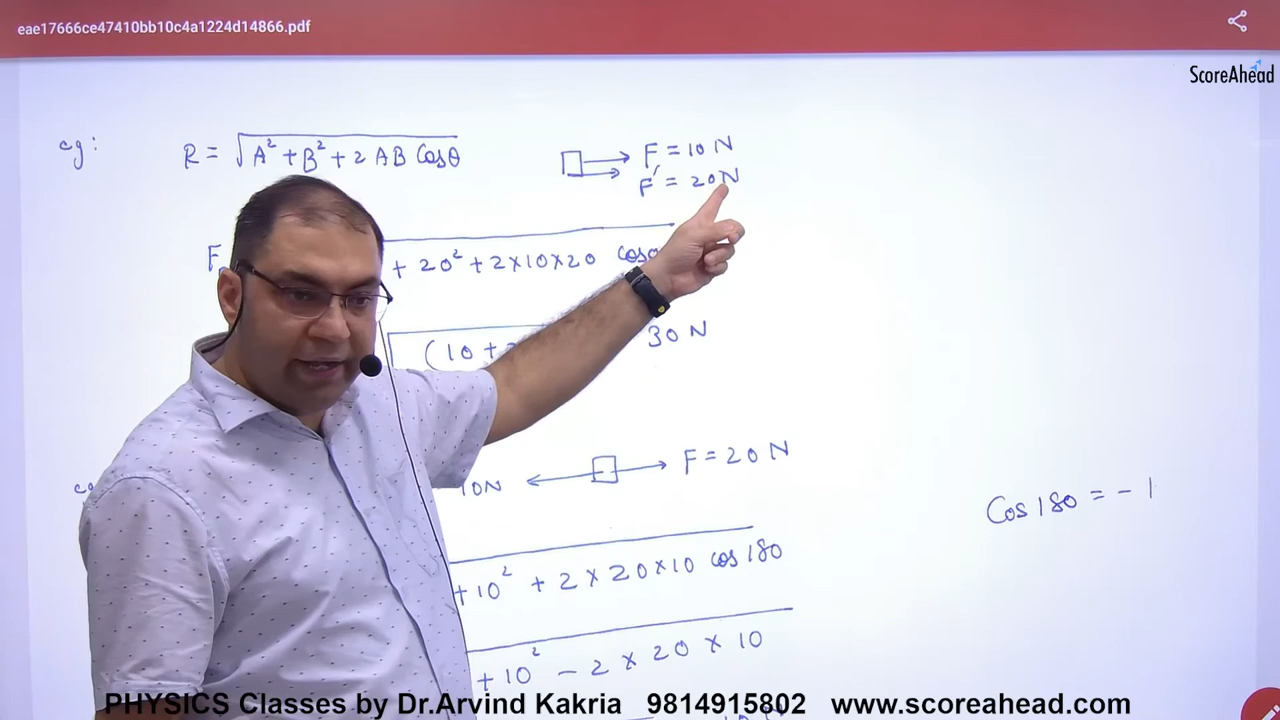 eae17666ce47410bb10c4a1224d14866.pdf
ScoreAhead
eg: R = √A² + B² + 2 AB Cosθ
F = 10 N
F' = 20 N
+ 20² + 2×10×20
(10 +
30 N
10N
F = 20 N
Cos 180 = - 1
+ 10² + 2 × 20 × 10 cos 180
+ 10² - 2 × 20 × 10
PHYSICS Classes by Dr.Arvind Kakria 9814915802 www.scoreahead.com